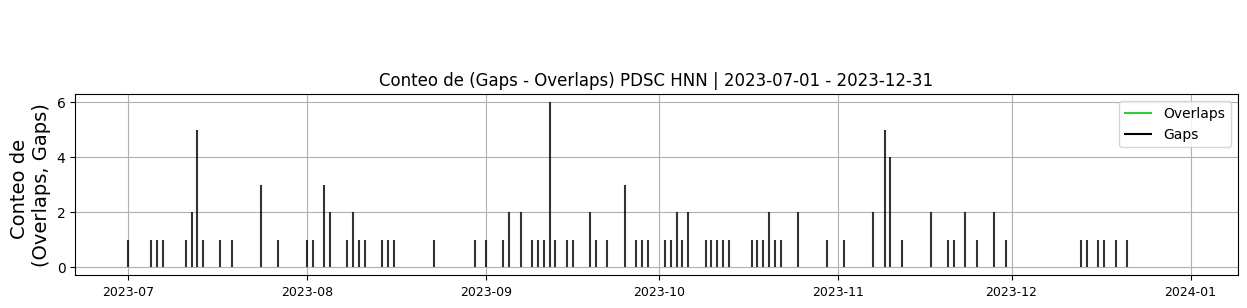 Conteo de (Gaps - Overlaps) PDSC HNN | 2023-07-01 - 2023-12-31
Conteo de
(Overlaps, Gaps)
6
4
2
0
Overlaps
Gaps
2023-07
2023-08
2023-09
2023-10
2023-11
2023-12
2024-01